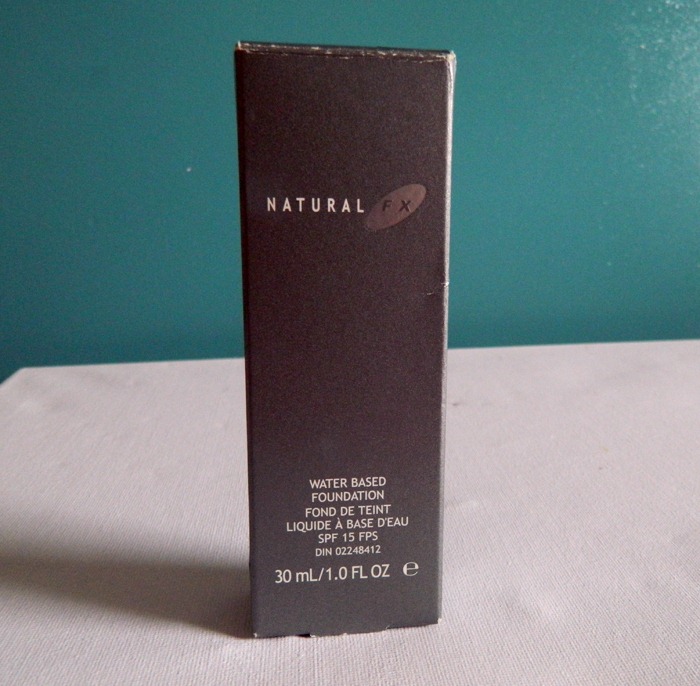 NATURAL FX
WATER BASED
FOUNDATION
FOND DE TEINT
LIQUIDE À BASE D'EAU
SPF 15 FPS
DIN 02248412
30 mL/1.0 FL OZ ℮